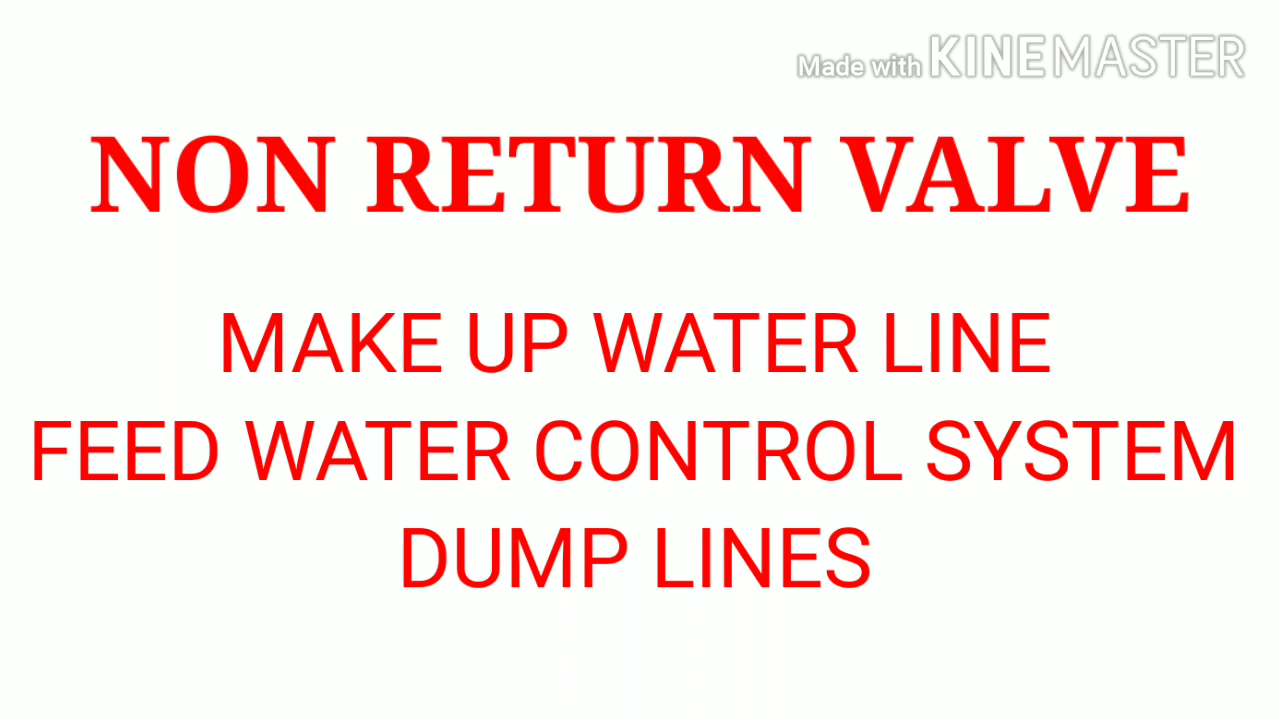 Made with KINEMASTER
NON RETURN VALVE
MAKE UP WATER LINE
FEED WATER CONTROL SYSTEM
DUMP LINES